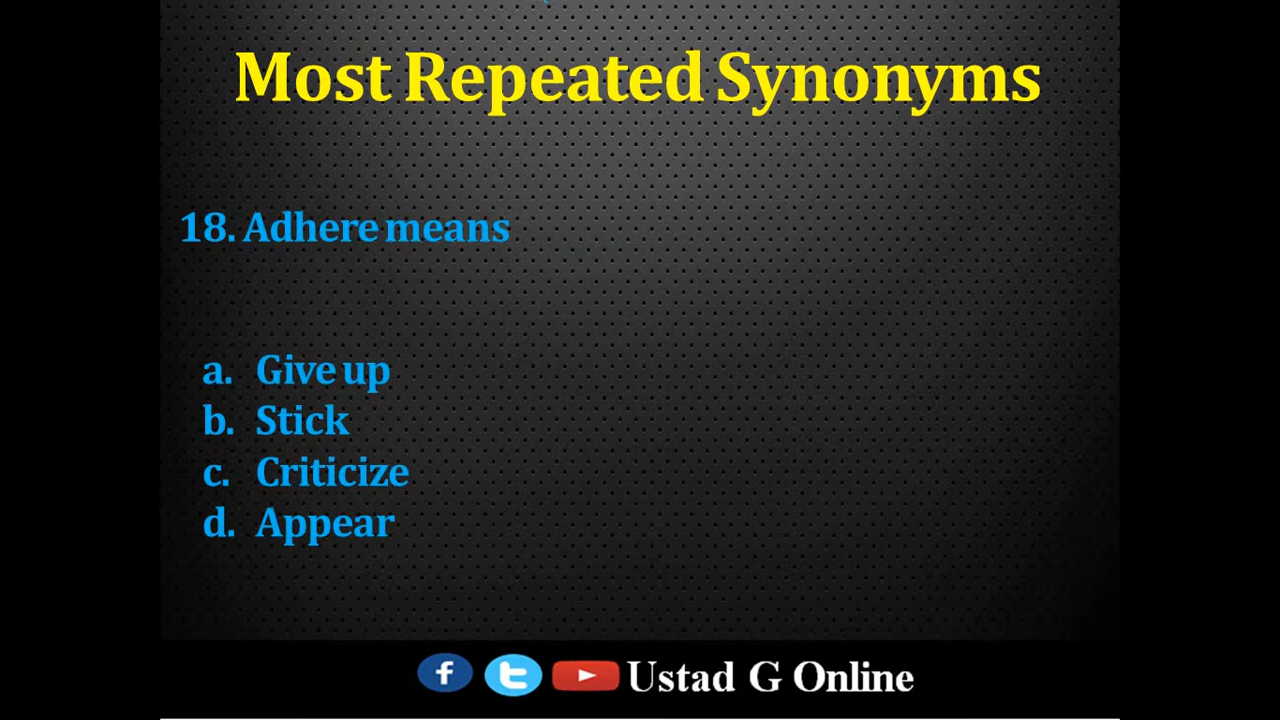 Most Repeated Synonyms
18. Adhere means
a. Give up
b. Stick
c. Criticize
d. Appear
Ustad G Online